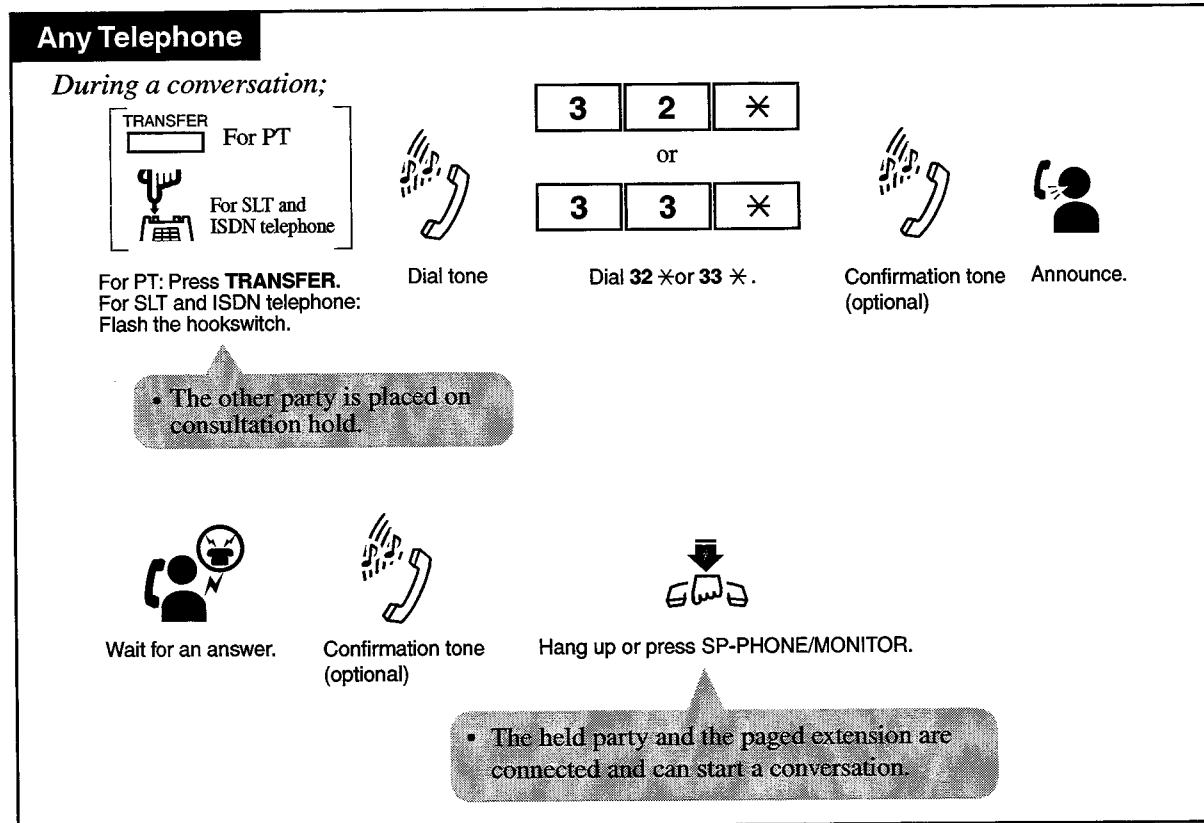 Any Telephone
During a conversation;
TRANSFER
For PT
For SLT and
ISDN telephone
3 2 ✳
or
3 3 ✳
For PT: Press TRANSFER.
For SLT and ISDN telephone:
Flash the hookswitch.
Dial tone
Dial 32 ✳ or 33 ✳ .
Confirmation tone
(optional)
Announce.
• The other party is placed on
consultation hold.
Wait for an answer.
Confirmation tone
(optional)
Hang up or press SP-PHONE/MONITOR.
• The held party and the paged extension are
connected and can start a conversation.